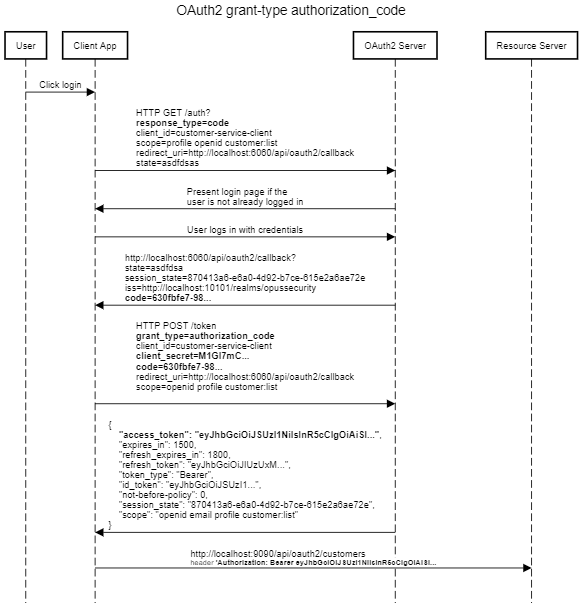 OAuth2 grant-type authorization_code
User
Client App
OAuth2 Server
Resource Server
Click login
HTTP GET /auth?
response_type=code
client_id=customer-service-client
scope=profile openid customer:list
redirect_uri=http://localhost:6060/api/oauth2/callback
state=asdfdsas
Present login page if the
user is not already logged in
User logs in with credentials
http://localhost:6060/api/oauth2/callback?
state=asdfdsa
session_state=870413a6-e6a0-4d92-b7ce-615e2a6ae72e
iss=http://localhost:10101/realms/opussecurity
code=630fbfe7-98...
HTTP POST /token
grant_type=authorization_code
client_id=customer-service-client
client_secret=M1GI7mC...
code=630fbfe7-98...
redirect_uri=http://localhost:6060/api/oauth2/callback
scope=openid profile customer:list
{
"access_token": "eyJhbGciOiJSUzI1NiIsInR5cCIgOiAiSl...",
"expires_in": 1500,
"refresh_expires_in": 1800,
"refresh_token": "eyJhbGciOiJIUzUxM...",
"token_type": "Bearer",
"id_token": "eyJhbGciOiJSUzI1...",
"not-before-policy": 0,
"session_state": "870413a6-e6a0-4d92-b7ce-615e2a6ae72e",
"scope": "openid email profile customer:list"
}
http://localhost:9090/api/oauth2/customers
header 'Authorization: Bearer eyJhbGciOiJSUzI1NiIsInR5cCIgOiAiSl...